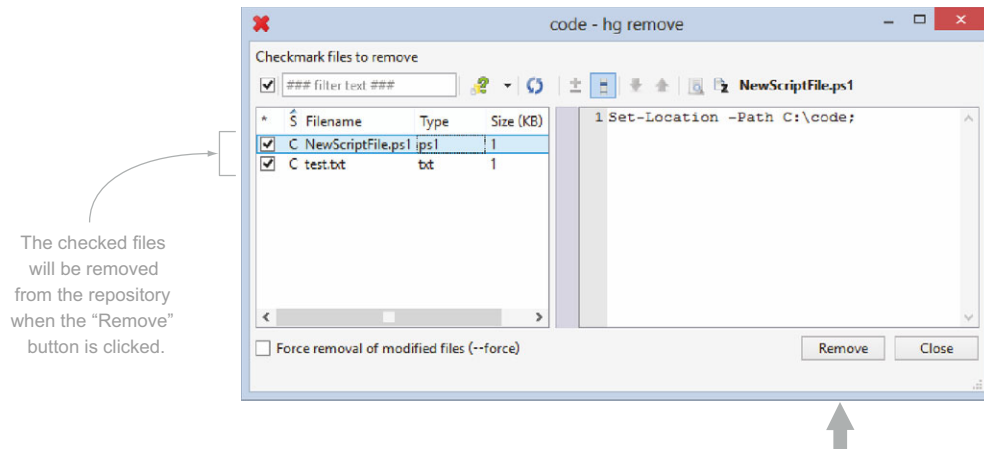 code - hg remove
Checkmark files to remove
### filter text ###
NewScriptFile.ps1
* S Filename Type Size (KB)
C NewScriptFile.ps1 ps1 1
C test.txt txt 1
1 Set-Location -Path C:\code;
The checked files
will be removed
from the repository
when the “Remove”
button is clicked.
Force removal of modified files (--force)
Remove Close